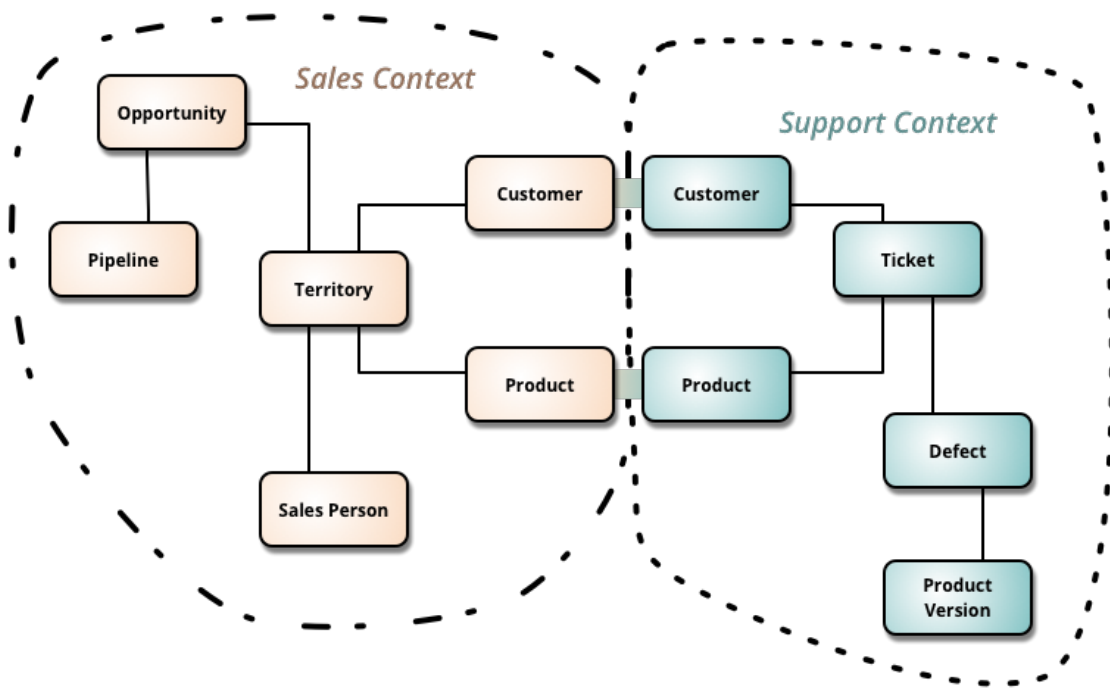 Sales Context
Support Context
Opportunity
Pipeline
Territory
Sales Person
Customer
Product
Customer
Product
Ticket
Defect
Product
Version